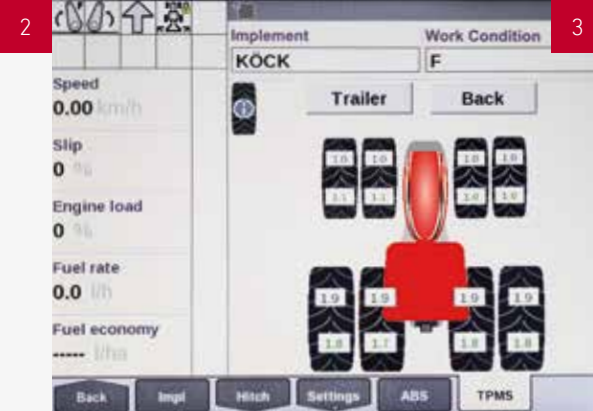 2
3
ROAD
Implement
Work Condition
KÖCK
F
Speed
0.00 km/h
Trailer
Back
Slip
0 %
1.0 1.0 1.0 1.0
1.1 1.1 1.0 1.0
Engine load
0 %
Fuel rate
0.0 l/h
1.9 1.9 1.9 1.9
Fuel economy
----- l/ha
1.8 1.7 1.8 1.8
Back
Impl
Hitch
Settings
ABS
TPMS